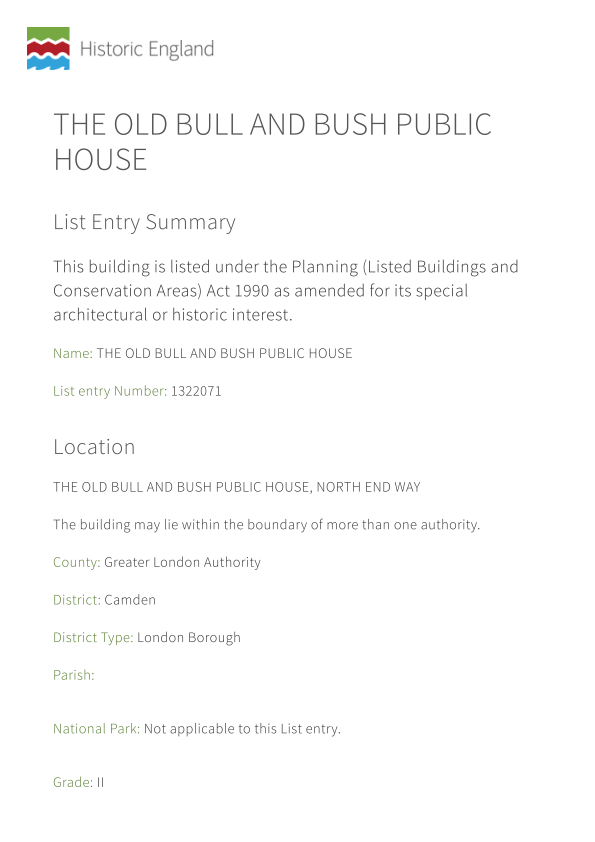 Historic England
THE OLD BULL AND BUSH PUBLIC
HOUSE
List Entry Summary
This building is listed under the Planning (Listed Buildings and
Conservation Areas) Act 1990 as amended for its special
architectural or historic interest.
Name: THE OLD BULL AND BUSH PUBLIC HOUSE
List entry Number: 1322071
Location
THE OLD BULL AND BUSH PUBLIC HOUSE, NORTH END WAY
The building may lie within the boundary of more than one authority.
County: Greater London Authority
District: Camden
District Type: London Borough
Parish:
National Park: Not applicable to this List entry.
Grade: II